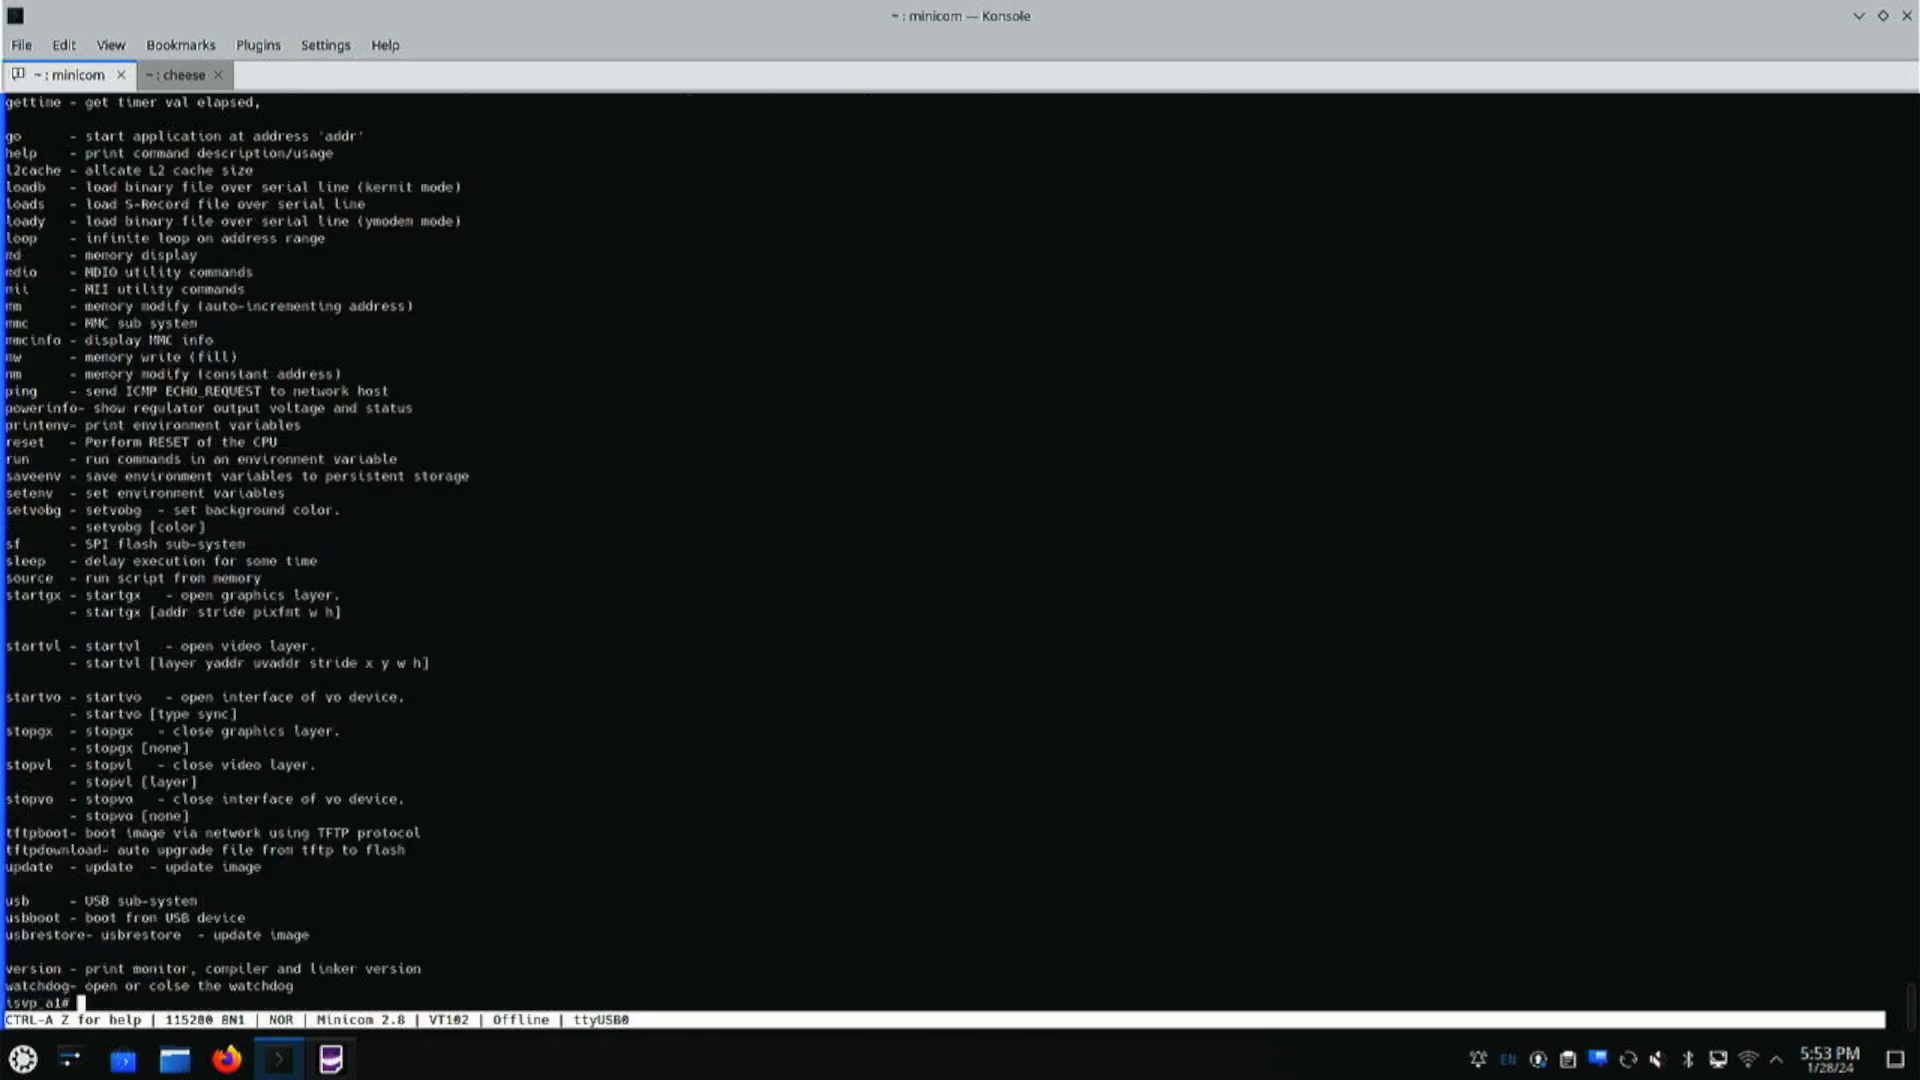 ~ : minicom — Konsole
File Edit View Bookmarks Plugins Settings Help
~ : minicom ~ : cheese
gettime - get timer val elapsed,
go - start application at address 'addr'
help - print command description/usage
l2cache - allcate L2 cache size
loadb - load binary file over serial line (kermit mode)
loads - load S-Record file over serial line
loady - load binary file over serial line (ymodem mode)
loop - infinite loop on address range
md - memory display
mdio - MDIO utility commands
mii - MII utility commands
mm - memory modify (auto-incrementing address)
mmc - MMC sub system
mmcinfo - display MMC info
mw - memory write (fill)
nm - memory modify (constant address)
ping - send ICMP ECHO_REQUEST to network host
powerinfo- show regulator output voltage and status
printenv- print environment variables
reset - Perform RESET of the CPU
run - run commands in an environment variable
saveenv - save environment variables to persistent storage
setenv - set environment variables
setvobg - setvobg - set background color.
- setvobg [color]
sf - SPI flash sub-system
sleep - delay execution for some time
source - run script from memory
startgx - startgx - open graphics layer.
- startgx [addr stride pixfmt w h]
startvl - startvl - open video layer.
- startvl [layer yaddr uvaddr stride x y w h]
startvo - startvo - open interface of vo device.
- startvo [type sync]
stopgx - stopgx - close graphics layer.
- stopgx [none]
stopvl - stopvl - close video layer.
- stopvl [layer]
stopvo - stopvo - close interface of vo device.
- stopvo [none]
tftpboot- boot image via network using TFTP protocol
tftpdownload- auto upgrade file from tftp to flash
update - update - update image
usb - USB sub-system
usbboot - boot from USB device
usbrestore- usbrestore - update image
version - print monitor, compiler and linker version
watchdog- open or colse the watchdog
isvp_a1#
CTRL-A Z for help | 115200 8N1 | NOR | Minicom 2.8 | VT102 | Offline | ttyUSB0
EN
5:53 PM
1/28/24